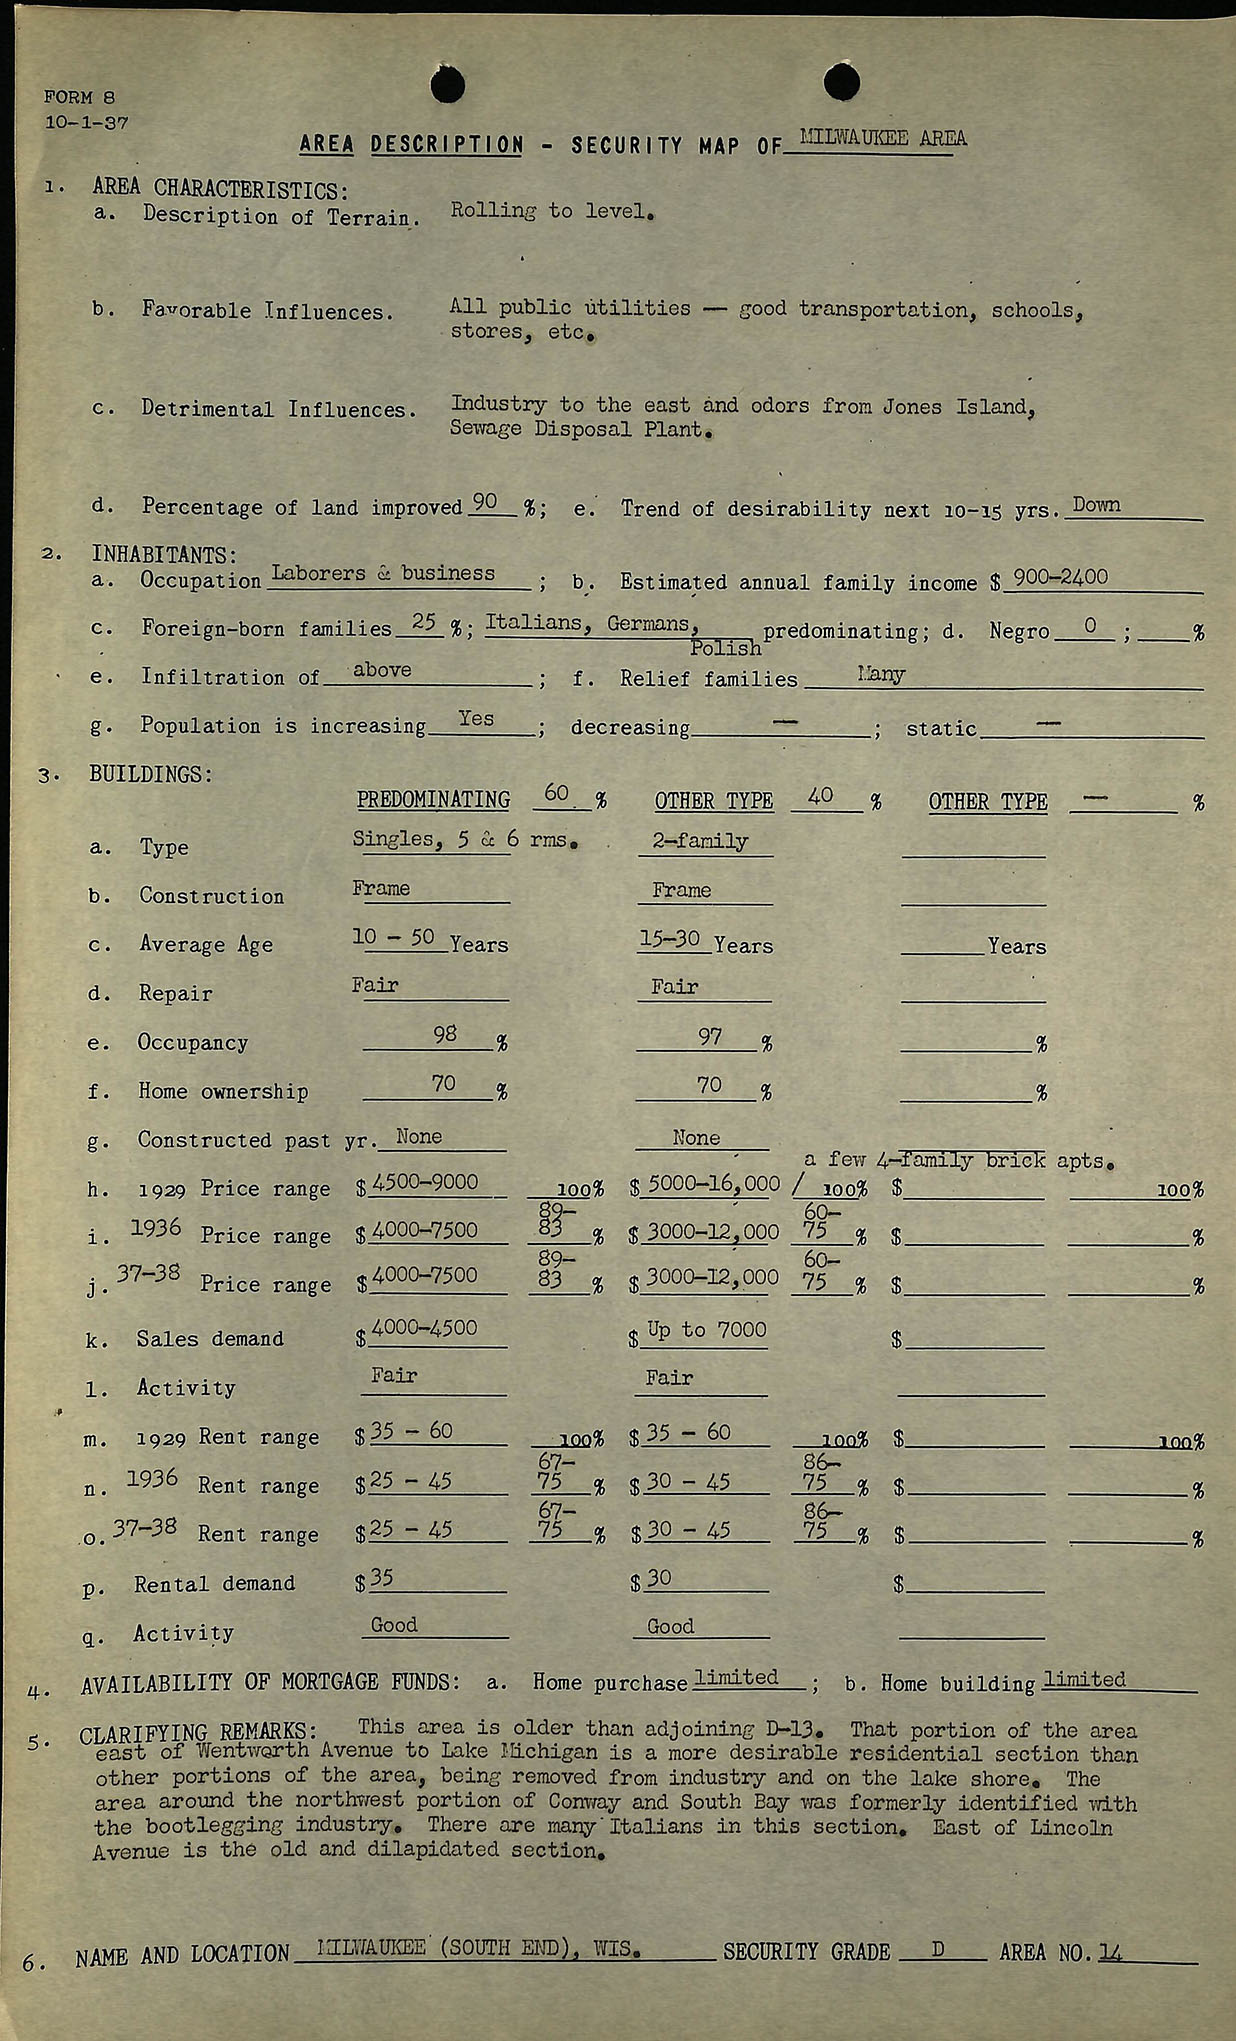 FORM 8
10-1-37
AREA DESCRIPTION - SECURITY MAP OF MILWAUKEE AREA
1. AREA CHARACTERISTICS:
a. Description of Terrain. Rolling to level.
b. Favorable Influences. All public utilities — good transportation, schools,
stores, etc.
c. Detrimental Influences. Industry to the east and odors from Jones Island,
Sewage Disposal Plant.
d. Percentage of land improved 90 %; e. Trend of desirability next 10-15 yrs. Down
2. INHABITANTS:
a. Occupation Laborers & business ; b. Estimated annual family income $ 900-2400
c. Foreign-born families 25 %; Italians, Germans, Polish predominating; d. Negro 0 ; %
e. Infiltration of above ; f. Relief families Many
g. Population is increasing Yes ; decreasing — ; static —
3. BUILDINGS:
PREDOMINATING 60 % OTHER TYPE 40 % OTHER TYPE — %
a. Type Singles, 5 & 6 rms. 2-family
b. Construction Frame Frame
c. Average Age 10 - 50 Years 15-30 Years Years
d. Repair Fair Fair
e. Occupancy 98 % 97 % %
f. Home ownership 70 % 70 % %
g. Constructed past yr. None None
a few 4-family brick apts.
h. 1929 Price range $ 4500-9000 100% $ 5000-16,000 / 100% $ 100%
i. 1936 Price range $ 4000-7500 89-83 % $ 3000-12,000 60-75 % $ %
j. 37-38 Price range $ 4000-7500 89-83 % $ 3000-12,000 60-75 % $ %
k. Sales demand $ 4000-4500 $ Up to 7000 $
l. Activity Fair Fair
m. 1929 Rent range $ 35 - 60 100% $ 35 - 60 100% $ 100%
n. 1936 Rent range $ 25 - 45 67-75 % $ 30 - 45 86-75 % $ %
o. 37-38 Rent range $ 25 - 45 67-75 % $ 30 - 45 86-75 % $ %
p. Rental demand $ 35 $ 30 $
q. Activity Good Good
4. AVAILABILITY OF MORTGAGE FUNDS: a. Home purchase limited ; b. Home building limited
5. CLARIFYING REMARKS: This area is older than adjoining D-13. That portion of the area
east of Wentworth Avenue to Lake Michigan is a more desirable residential section than
other portions of the area, being removed from industry and on the lake shore. The
area around the northwest portion of Conway and South Bay was formerly identified with
the bootlegging industry. There are many Italians in this section. East of Lincoln
Avenue is the old and dilapidated section.
6. NAME AND LOCATION MILWAUKEE (SOUTH END), WIS. SECURITY GRADE D AREA NO. 14